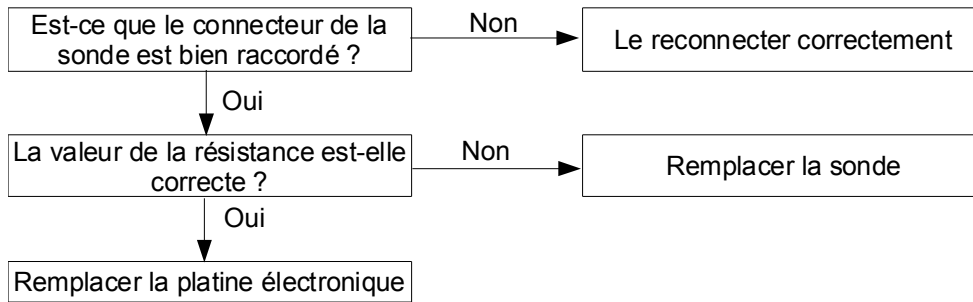 Est-ce que le connecteur de la
sonde est bien raccordé ?
Non
Le reconnecter correctement
Oui
La valeur de la résistance est-elle
correcte ?
Non
Remplacer la sonde
Oui
Remplacer la platine électronique